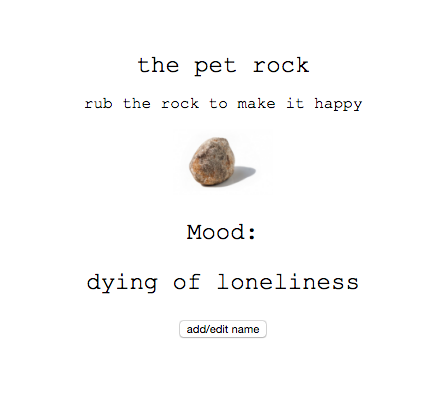 the pet rock
rub the rock to make it happy
Mood:
dying of loneliness
add/edit name